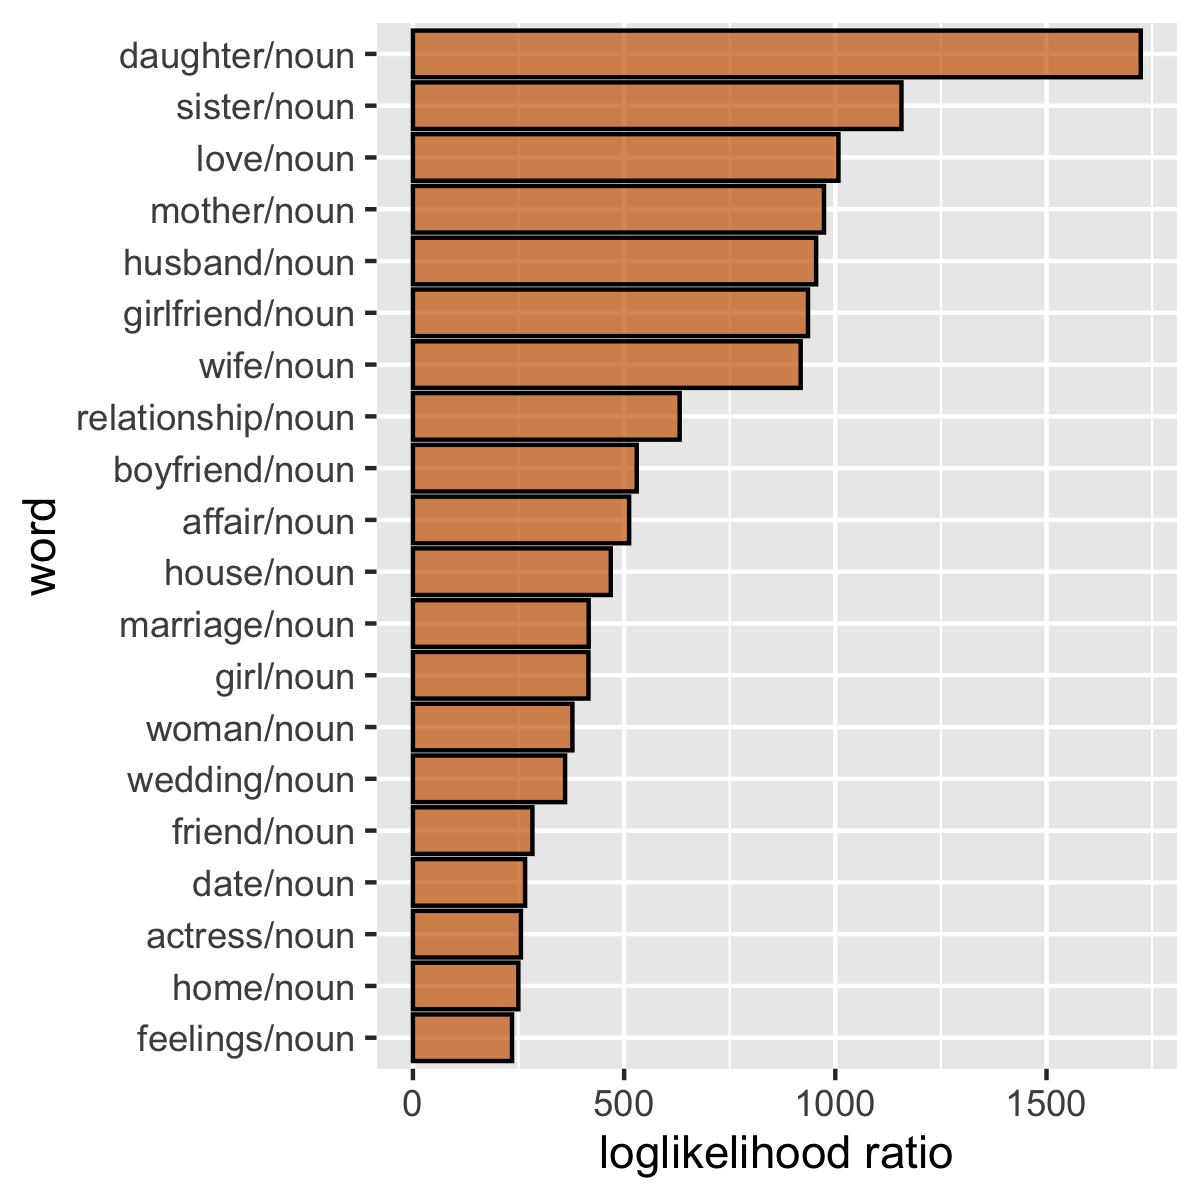 daughter/noun
sister/noun
love/noun
mother/noun
husband/noun
girlfriend/noun
wife/noun
relationship/noun
boyfriend/noun
affair/noun
house/noun
marriage/noun
girl/noun
woman/noun
wedding/noun
friend/noun
date/noun
actress/noun
home/noun
feelings/noun
word
0 500 1000 1500
loglikelihood ratio